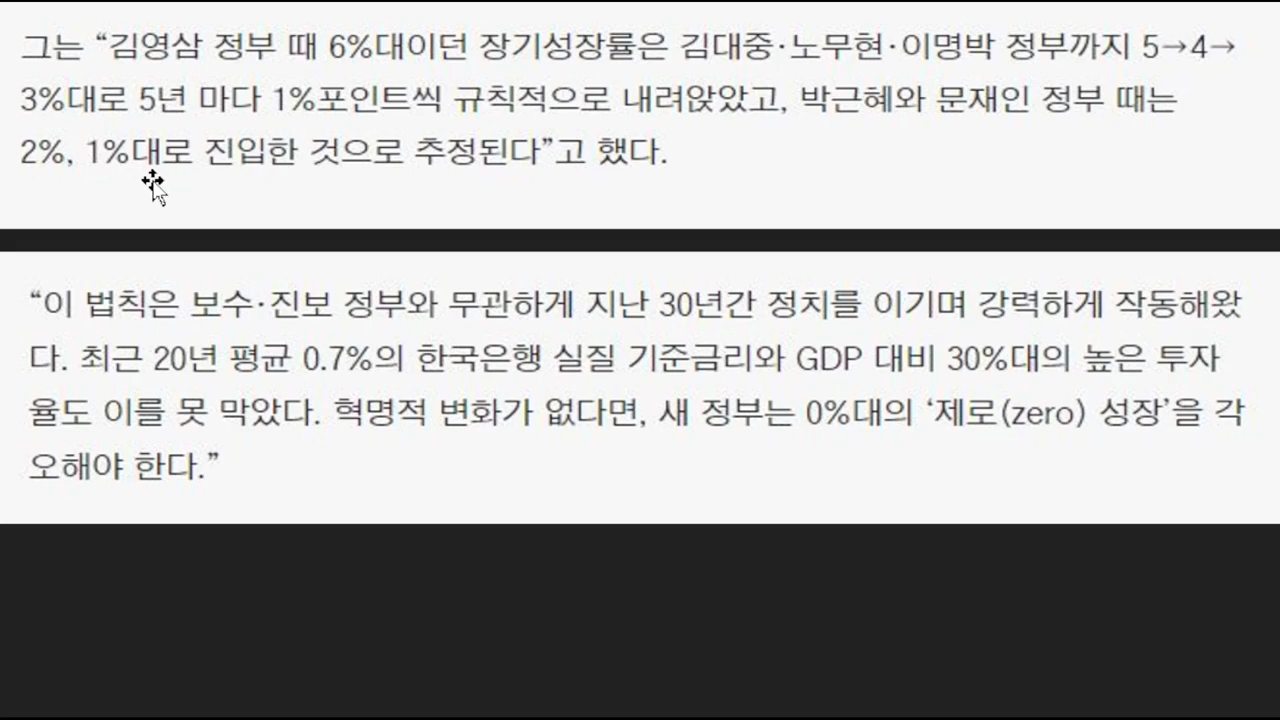 그는 “김영삼 정부 때 6%대이던 장기성장률은 김대중·노무현·이명박 정부까지 5→4→
3%대로 5년 마다 1%포인트씩 규칙적으로 내려앉았고, 박근혜와 문재인 정부 때는
2%, 1%대로 진입한 것으로 추정된다”고 했다.
“이 법칙은 보수·진보 정부와 무관하게 지난 30년간 정치를 이기며 강력하게 작동해왔
다. 최근 20년 평균 0.7%의 한국은행 실질 기준금리와 GDP 대비 30%대의 높은 투자
율도 이를 못 막았다. 혁명적 변화가 없다면, 새 정부는 0%대의 ‘제로(zero) 성장’을 각
오해야 한다.”